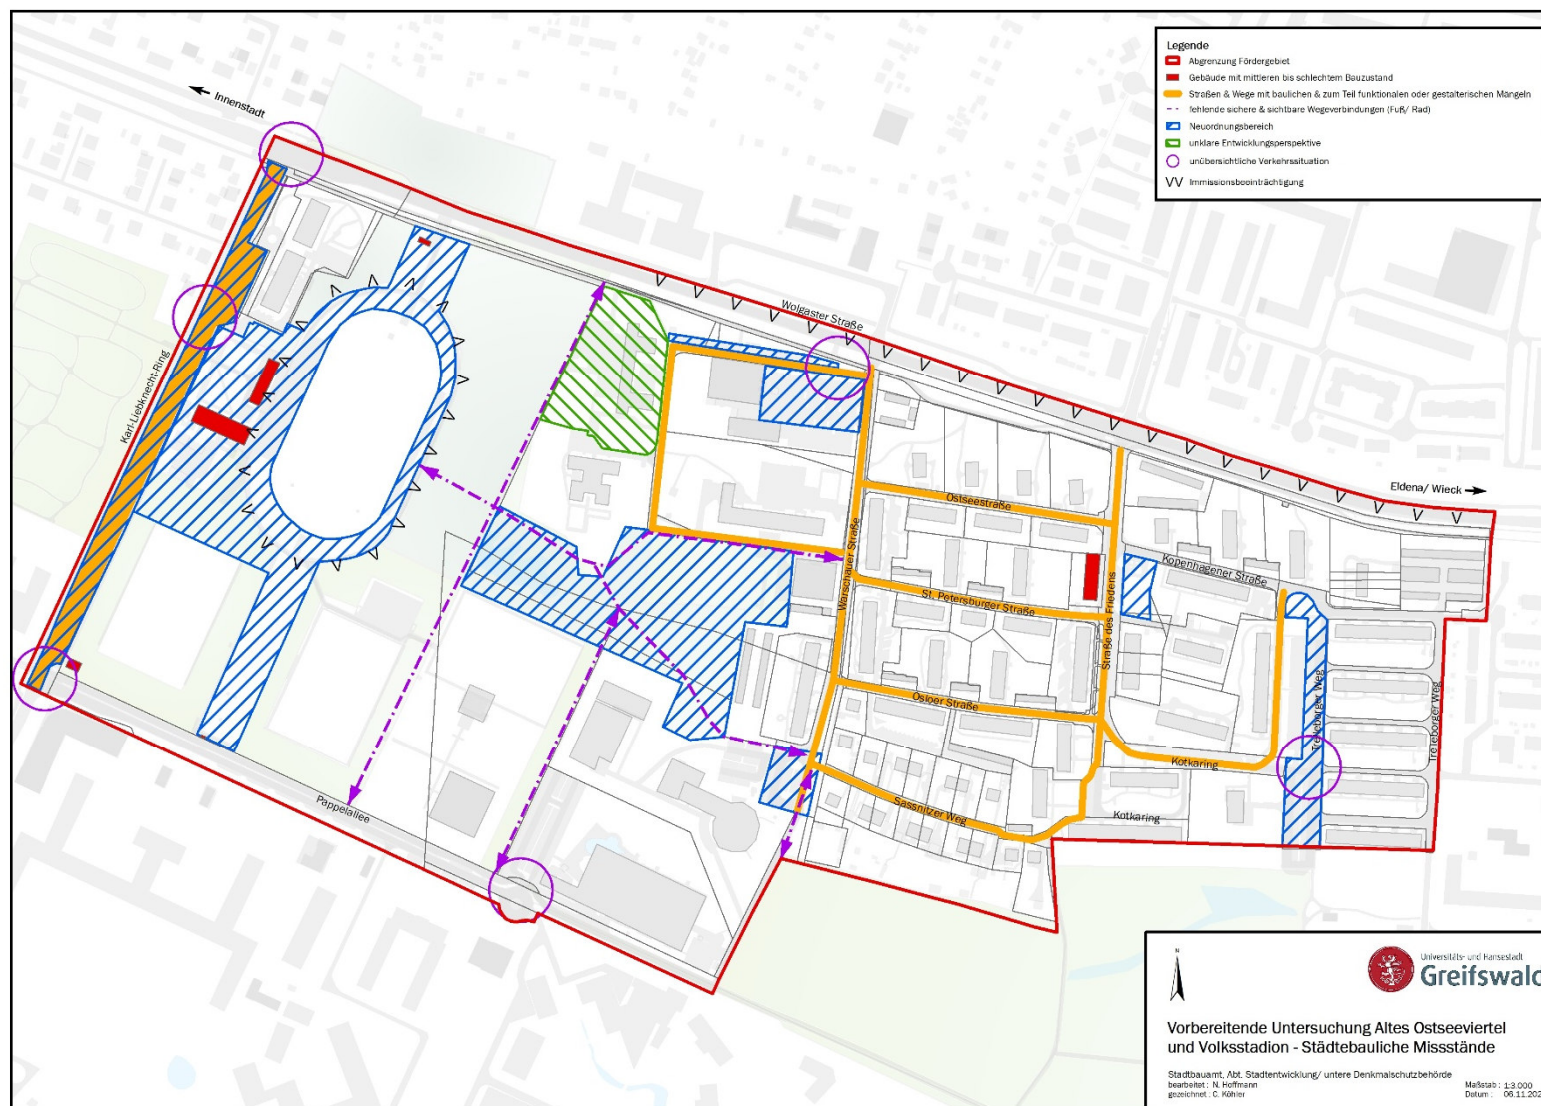 Legende
Abgrenzung Fördergebiet
Gebäude mit mittleren bis schlechtem Bauzustand
Straßen & Wege mit baulichen & zum Teil funktionalen oder gestalterischen Mängeln
fehlende sichere & sichtbare Wegeverbindungen (Fuß/ Rad)
Neuordnungsbereich
unklare Entwicklungsperspektive
unübersichtliche Verkehrssituation
Immissionsbeeinträchtigung
Innenstadt
Wolgaster Straße
Karl-Liebknecht-Ring
Eldena/ Wieck
Ostseestraße
Warschauer Straße
Kopenhagener Straße
St. Petersburger Straße
Straße des Friedens
Osloer Straße
Trelleborger Weg
Trelleborger Weg
Kotkaring
Sassnitzer Weg
Kotkaring
Pappelallee
N
Universitäts- und Hansestadt
Greifswald
Vorbereitende Untersuchung Altes Ostseeviertel
und Volksstadion - Städtebauliche Missstände
Stadtbauamt, Abt. Stadtentwicklung/ untere Denkmalschutzbehörde
bearbeitet : N. Hoffmann
gezeichnet : C. Köhler
Maßstab : 1:3.000
Datum : 06.11.202